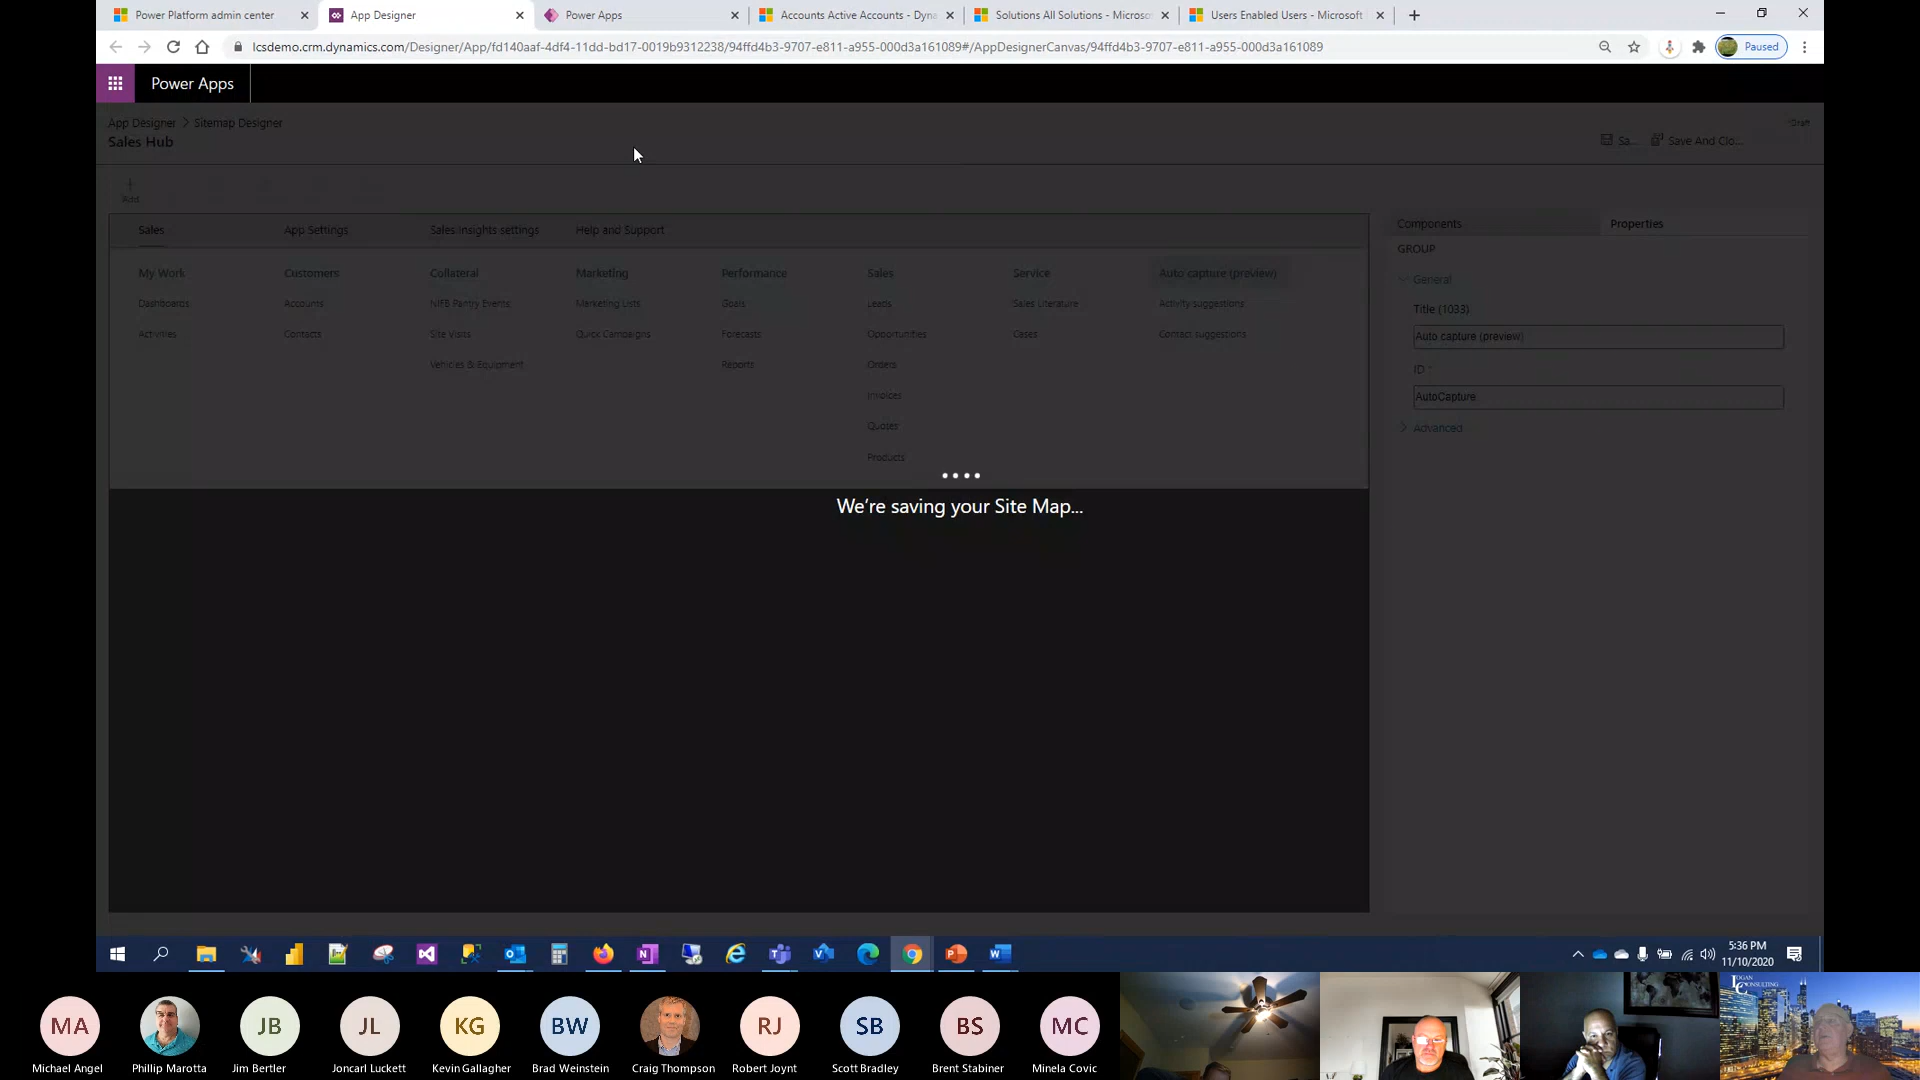 Power Platform admin center
App Designer
Power Apps
Accounts Active Accounts - Dyna
Solutions All Solutions - Microso
Users Enabled Users - Microsoft
lcsdemo.crm.dynamics.com/Designer/App/fd140aaf-4df4-11dd-bd17-0019b9312238/94ffd4b3-9707-e811-a955-000d3a161089#/AppDesignerCanvas/94ffd4b3-9707-e811-a955-000d3a161089
Paused
Power Apps
App Designer > Sitemap Designer
Draft
Sales Hub
Sa...
Save And Clo...
Add
Sales
App Settings
Sales Insights settings
Help and Support
My Work
Customers
Collateral
Marketing
Performance
Sales
Service
Auto capture (preview)
Dashboards
Accounts
NIFB Pantry Events
Marketing Lists
Goals
Leads
Sales Literature
Activity suggestions
Activities
Contacts
Site Visits
Quick Campaigns
Forecasts
Opportunities
Cases
Contact suggestions
Vehicles & Equipment
Reports
Orders
Invoices
Quotes
Products
Components
Properties
GROUP
General
Title (1033)
Auto capture (preview)
ID *
AutoCapture
Advanced
We're saving your Site Map...
5:36 PM
11/10/2020
MA
JB
JL
KG
BW
RJ
SB
BS
MC
Michael Angel
Phillip Marotta
Jim Bertler
Joncarl Luckett
Kevin Gallagher
Brad Weinstein
Craig Thompson
Robert Joynt
Scott Bradley
Brent Stabiner
Minela Covic
LOGAN
CONSULTING